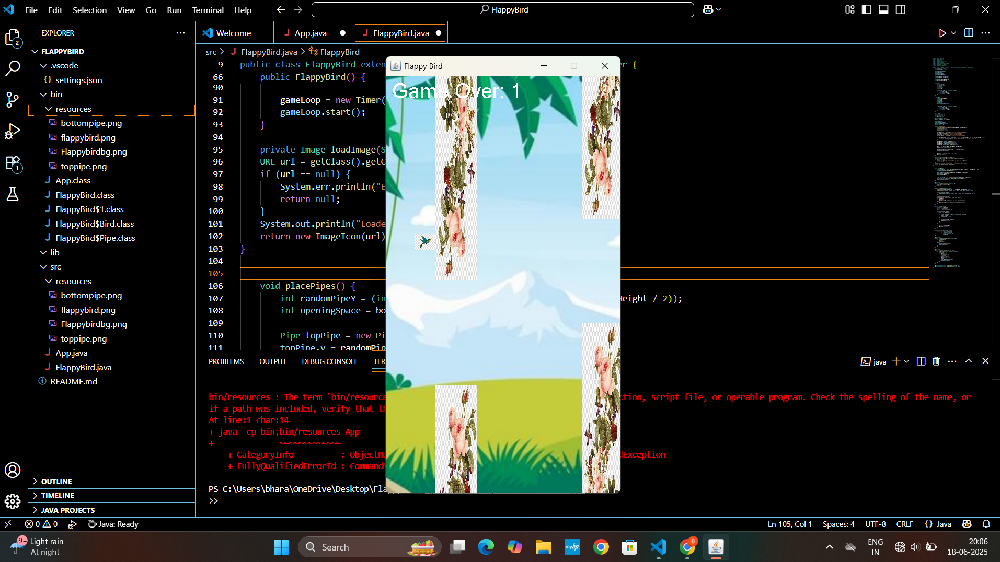 File Edit Selection View Go Run Terminal Help
FlappyBird
EXPLORER
Welcome
App.java
FlappyBird.java
FLAPPYBIRD
.vscode
settings.json
bin
resources
bottompipe.png
flappybird.png
Flappybirdbg.png
toppipe.png
App.class
FlappyBird.class
FlappyBird$1.class
FlappyBird$Bird.class
FlappyBird$Pipe.class
lib
src
resources
bottompipe.png
flappybird.png
Flappybirdbg.png
toppipe.png
App.java
FlappyBird.java
README.md
OUTLINE
TIMELINE
JAVA PROJECTS
2
1
src > FlappyBird.java > FlappyBird
9 public class FlappyBird exten er {
66 public FlappyBird() {
90
91 gameLoop = new Timer(
92 gameLoop.start();
93 }
94
95 private Image loadImage(S
96 URL url = getClass().getC
97 if (url == null) {
98 System.err.println("E
99 return null;
100 }
101 System.out.println("Loade
102 return new ImageIcon(url)
103 }
104
105
106 void placePipes() {
107 int randomPipeY = (in Height / 2));
108 int openingSpace = bo
109
110 Pipe topPipe = new Pi
111 topPipe.y = randomPip
Flappy Bird
Game Over: 1
PROBLEMS OUTPUT DEBUG CONSOLE TER
java
bin/resources : The term 'bin/resource ction, script file, or operable program. Check the spelling of the name, or
if a path was included, verify that th
At line:1 char:14
+ java -cp bin;bin/resources App
+ ~~~~~~~~~~~~~
+ CategoryInfo : ObjectNo dException
+ FullyQualifiedErrorId : CommandN
PS C:\Users\bhara\OneDrive\Desktop\Fla
>>
0 0
Java: Ready
Ln 105, Col 1
Spaces: 4
UTF-8
CRLF
{} Java
9+
Light rain
At night
Search
myhp
B
ENG
IN
20:06
18-06-2025